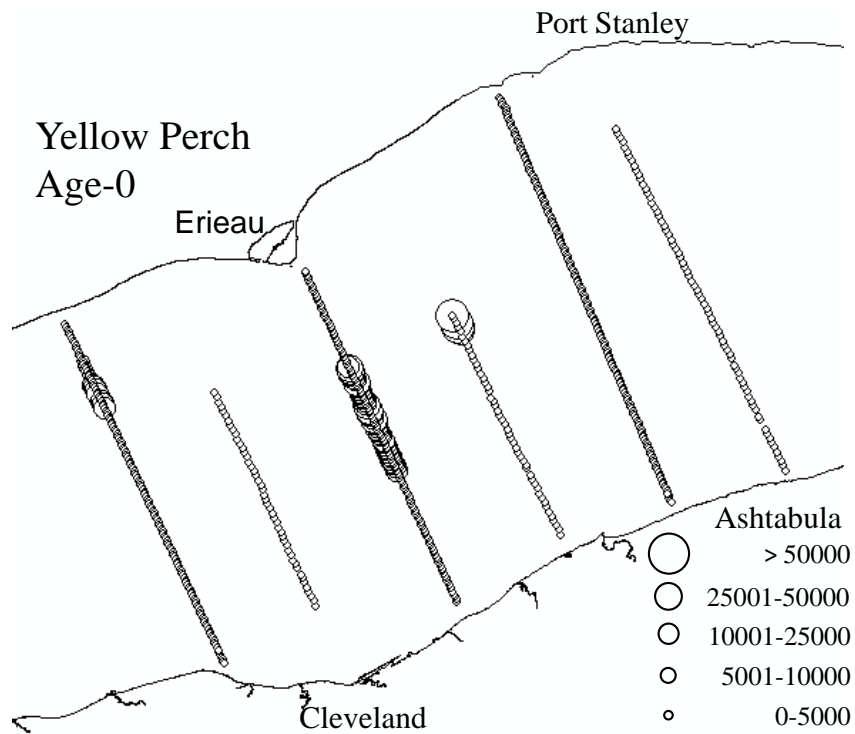 Port Stanley
Yellow Perch
Age-0
Erieau
Ashtabula
> 50000
25001-50000
10001-25000
5001-10000
0-5000
Cleveland